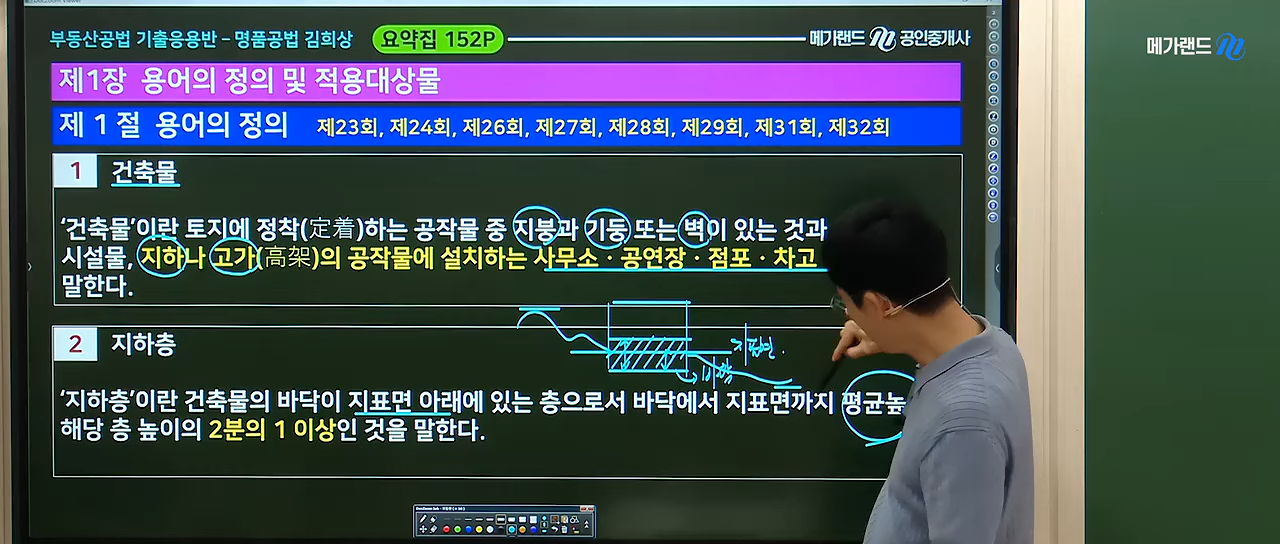 부동산공법 기출응용반 – 명품공법 김희상 요약집 152P 메가랜드 공인중개사
메가랜드
제1장 용어의 정의 및 적용대상물
제 1 절 용어의 정의 제23회, 제24회, 제26회, 제27회, 제28회, 제29회, 제31회, 제32회
1 건축물
‘건축물’이란 토지에 정착(定着)하는 공작물 중 지붕과 기둥 또는 벽이 있는 것과
시설물, 지하나 고가(高架)의 공작물에 설치하는 사무소·공연장·점포·차고
말한다.
2 지하층
지표면
바닥
‘지하층’이란 건축물의 바닥이 지표면 아래에 있는 층으로서 바닥에서 지표면까지 평균높
해당 층 높이의 2분의 1 이상인 것을 말한다.